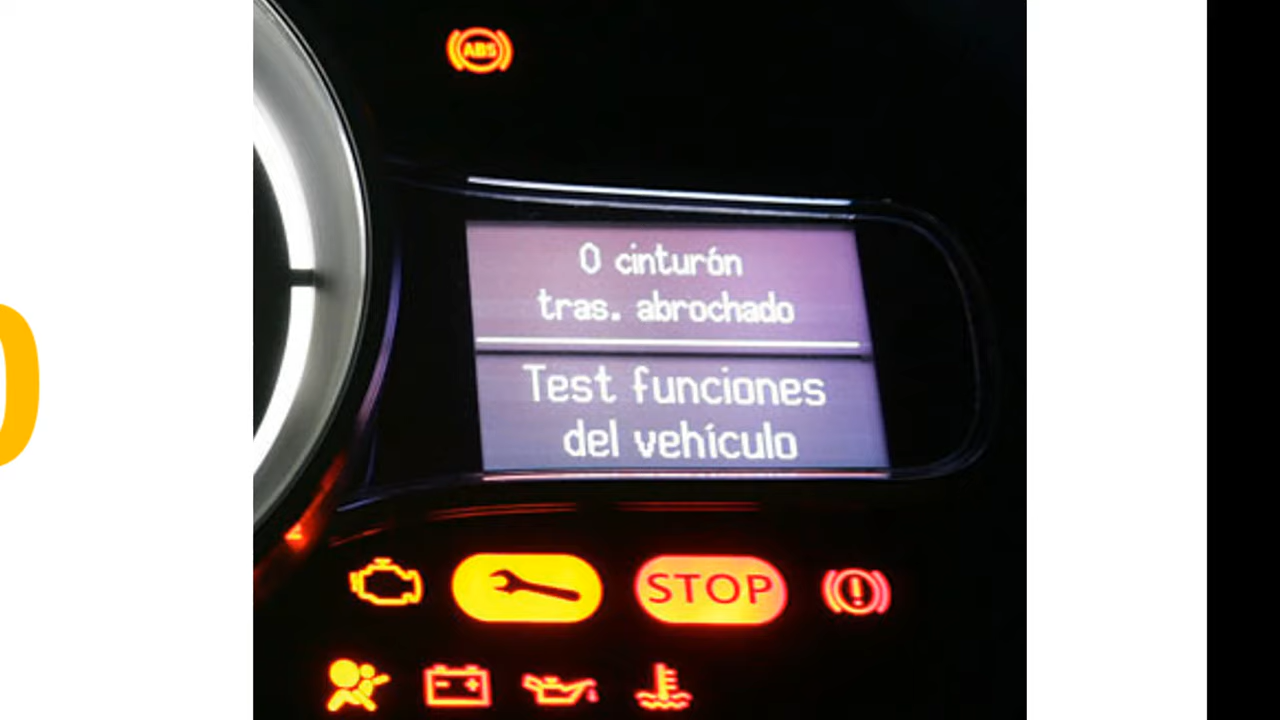 ABS
0 cinturón
tras. abrochado
Test funciones
del vehículo
STOP